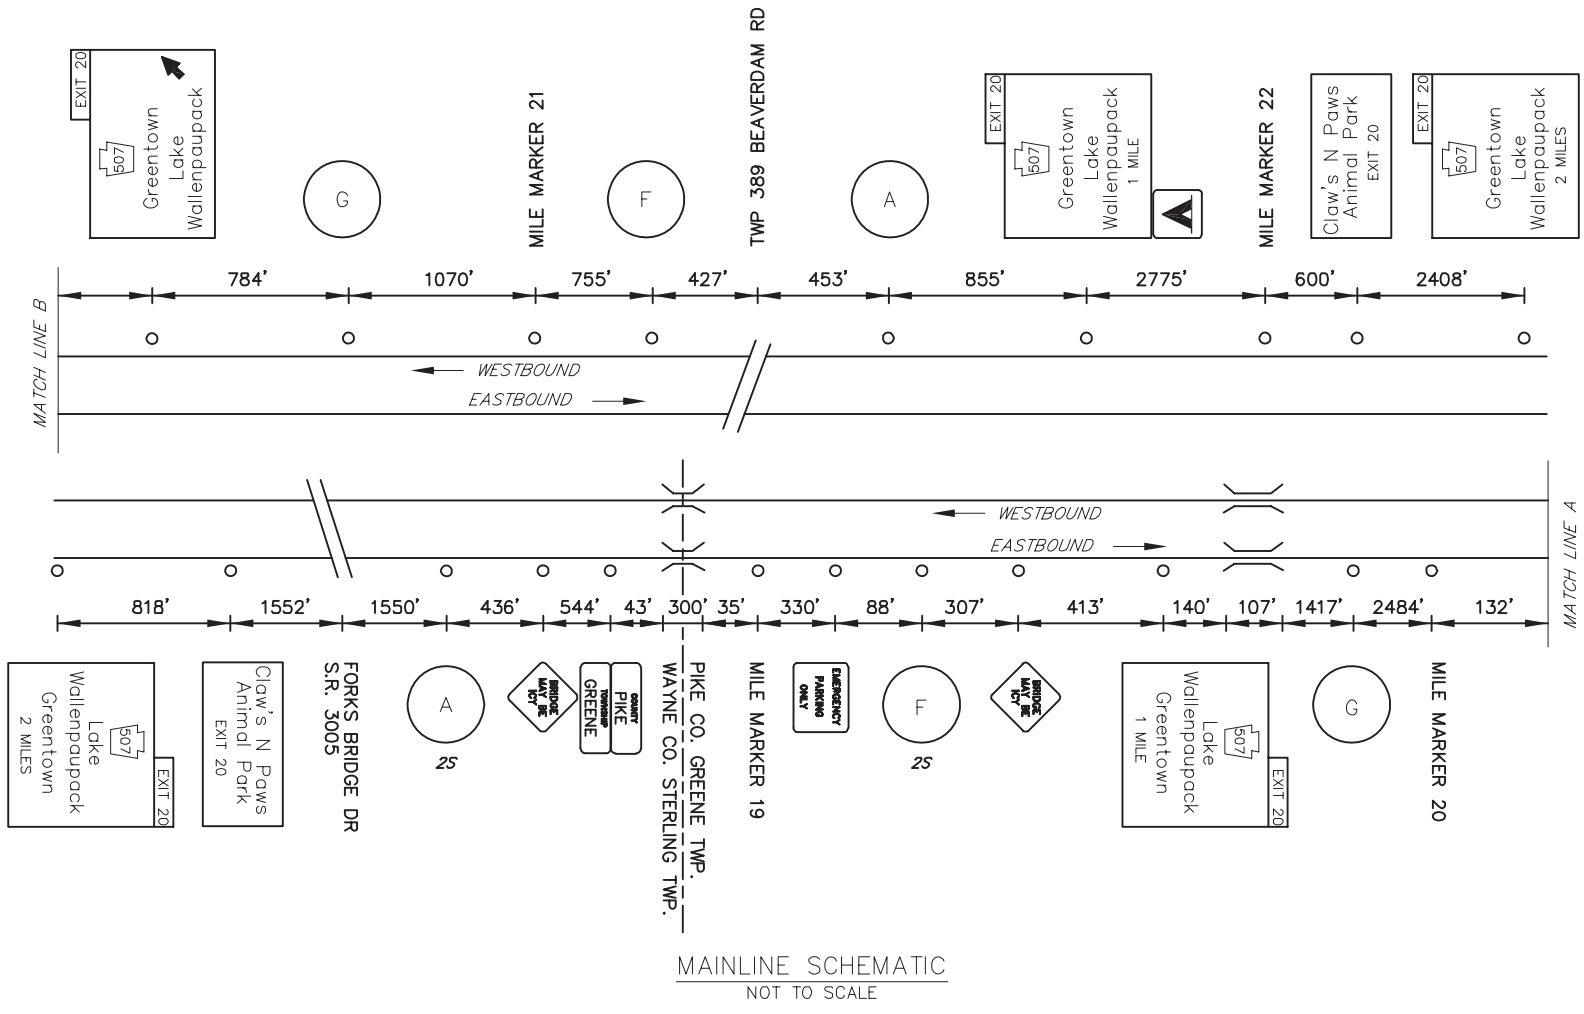 EXIT 20
507
Greentown
Lake
Wallenpaupack
G
MILE MARKER 21
F
TWP 389 BEAVERDAM RD
A
EXIT 20
507
Greentown
Lake
Wallenpaupack
1 MILE
MILE MARKER 22
Claw's N Paws
Animal Park
EXIT 20
EXIT 20
507
Greentown
Lake
Wallenpaupack
2 MILES
784' 1070' 755' 427' 453' 855' 2775' 600' 2408'
MATCH LINE B
WESTBOUND
EASTBOUND
WESTBOUND
EASTBOUND
MATCH LINE A
818' 1552' 1550' 436' 544' 43' 300' 35' 330' 88' 307' 413' 140' 107' 1417' 2484' 132'
EXIT 20
507
Lake
Wallenpaupack
Greentown
2 MILES
Claw's N Paws
Animal Park
EXIT 20
FORKS BRIDGE DR
S.R. 3005
A
2S
BRIDGE
MAY BE
ICY
COUNTY
PIKE
TOWNSHIP
GREENE
PIKE CO. GREENE TWP.
WAYNE CO. STERLING TWP.
MILE MARKER 19
EMERGENCY
PARKING
ONLY
F
2S
BRIDGE
MAY BE
ICY
EXIT 20
507
Lake
Wallenpaupack
Greentown
1 MILE
G
MILE MARKER 20
MAINLINE SCHEMATIC
NOT TO SCALE